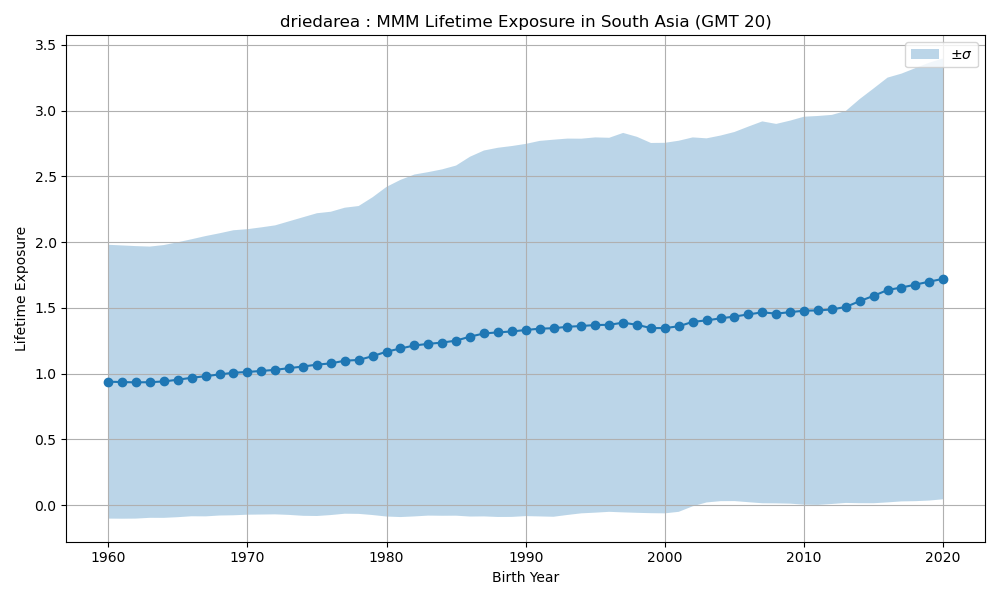 driedarea : MMM Lifetime Exposure in South Asia (GMT 20)
±σ
Lifetime Exposure
3.5
3.0
2.5
2.0
1.5
1.0
0.5
0.0
1960 1970 1980 1990 2000 2010 2020
Birth Year